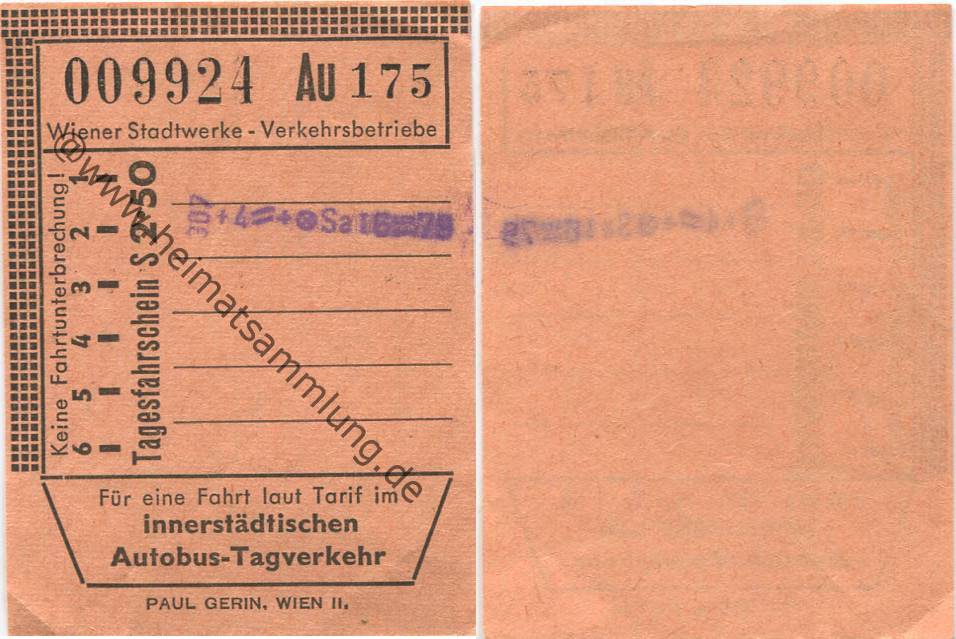 009924 Au 175
Wiener Stadtwerke - Verkehrsbetriebe
Keine Fahrtunterbrechung!
1 2 3 4 5 6
Tagesfahrschein S 2·50
Für eine Fahrt laut Tarif im
innerstädtischen
Autobus-Tagverkehr
PAUL GERIN, WIEN II.
@www.heimatsammlung.de